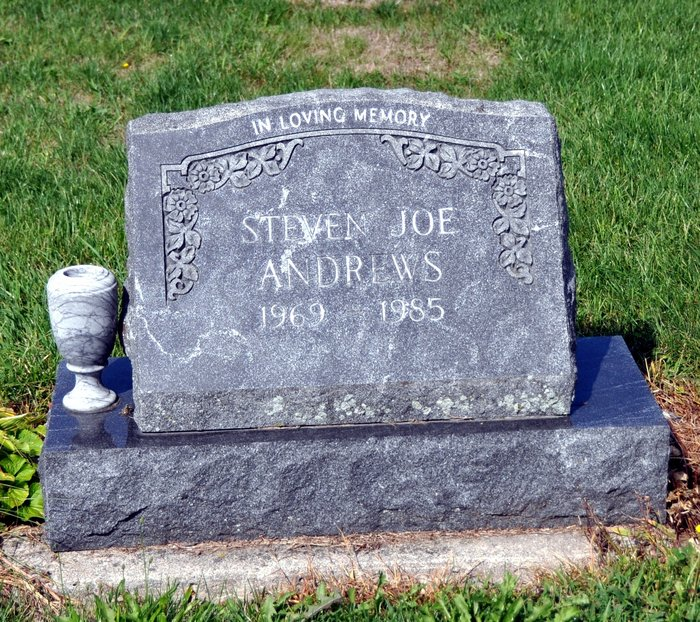 IN LOVING MEMORY
STEVEN JOE
ANDREWS
1969 1985